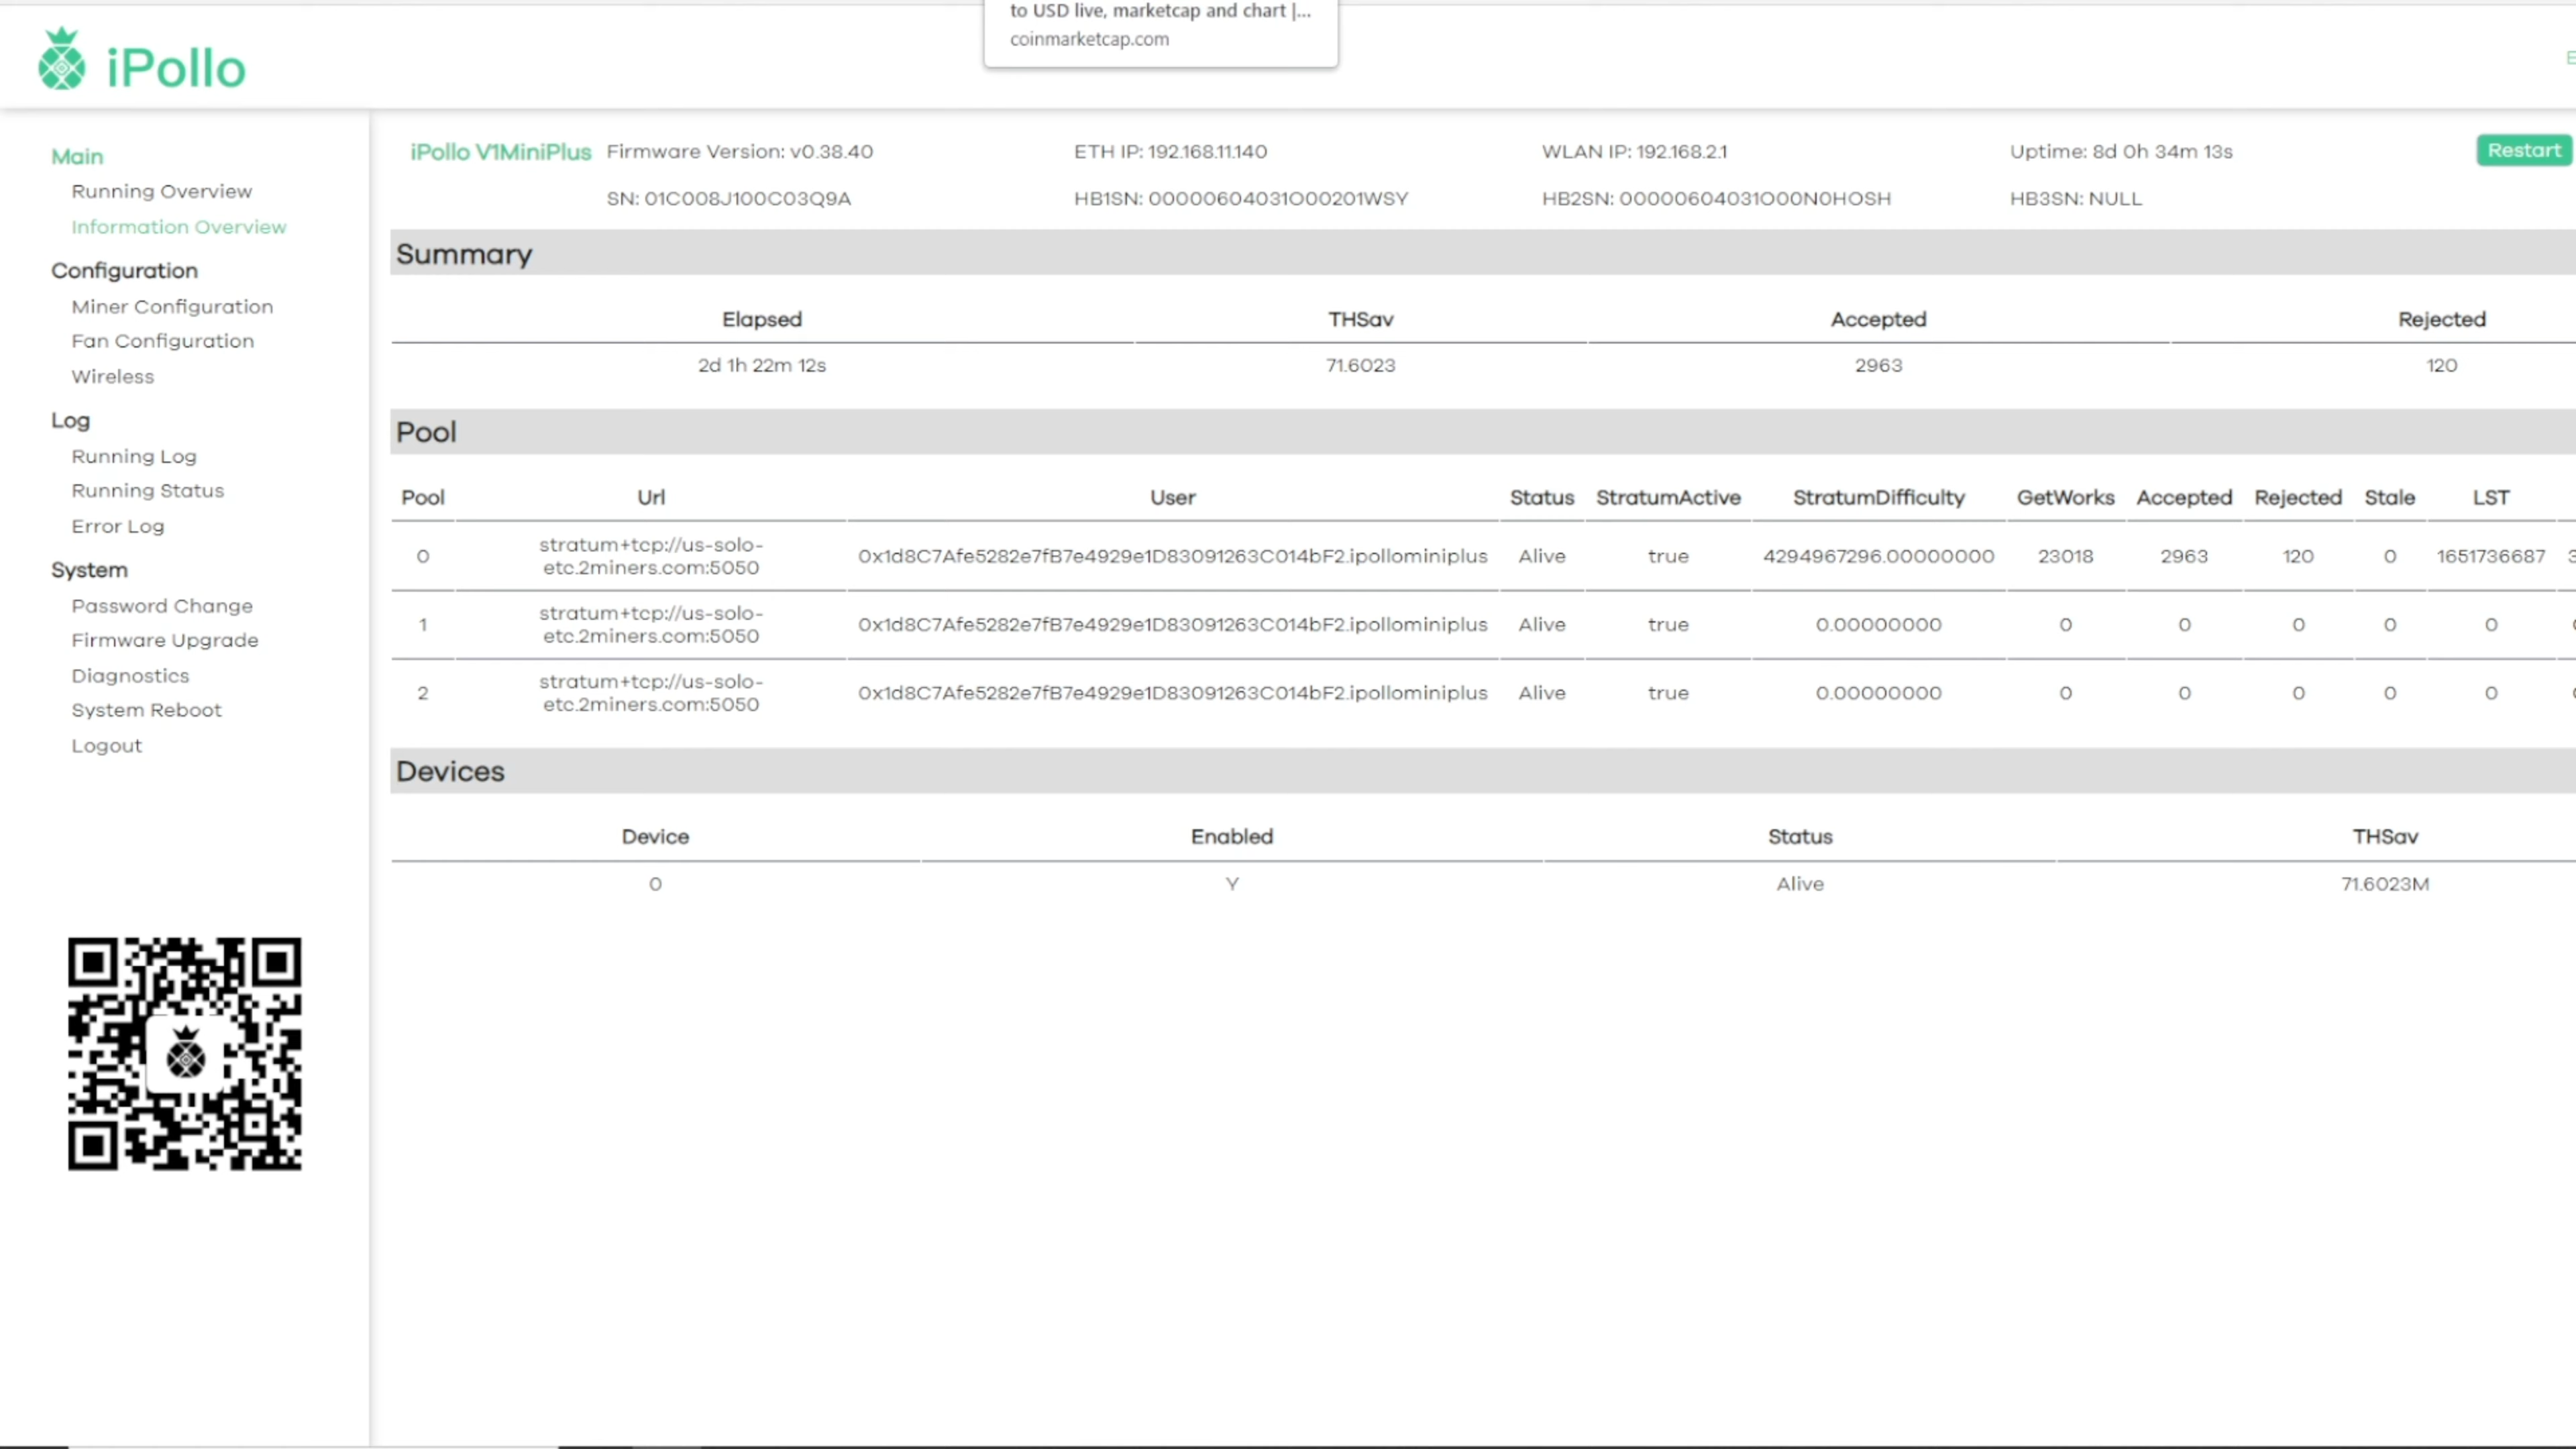 to USD live, marketcap and chart |...
coinmarketcap.com
iPollo
Main
Running Overview
Information Overview
Configuration
Miner Configuration
Fan Configuration
Wireless
Log
Running Log
Running Status
Error Log
System
Password Change
Firmware Upgrade
Diagnostics
System Reboot
Logout
iPollo V1MiniPlus Firmware Version: v0.38.40 ETH IP: 192.168.11.140 WLAN IP: 192.168.2.1 Uptime: 8d 0h 34m 13s Restart
SN: 01C008J100C03Q9A HB1SN: 00000604031O00201WSY HB2SN: 00000604031O00N0HOSH HB3SN: NULL
Summary
Elapsed THSav Accepted Rejected
2d 1h 22m 12s 71.6023 2963 120
Pool
Pool Url User Status StratumActive StratumDifficulty GetWorks Accepted Rejected Stale LST
0 stratum+tcp://us-solo-
etc.2miners.com:5050 0x1d8C7Afe5282e7fB7e4929e1D83091263C014bF2.ipollominiplus Alive true 4294967296.00000000 23018 2963 120 0 1651736687
1 stratum+tcp://us-solo-
etc.2miners.com:5050 0x1d8C7Afe5282e7fB7e4929e1D83091263C014bF2.ipollominiplus Alive true 0.00000000 0 0 0 0 0
2 stratum+tcp://us-solo-
etc.2miners.com:5050 0x1d8C7Afe5282e7fB7e4929e1D83091263C014bF2.ipollominiplus Alive true 0.00000000 0 0 0 0 0
Devices
Device Enabled Status THSav
0 Y Alive 71.6023M